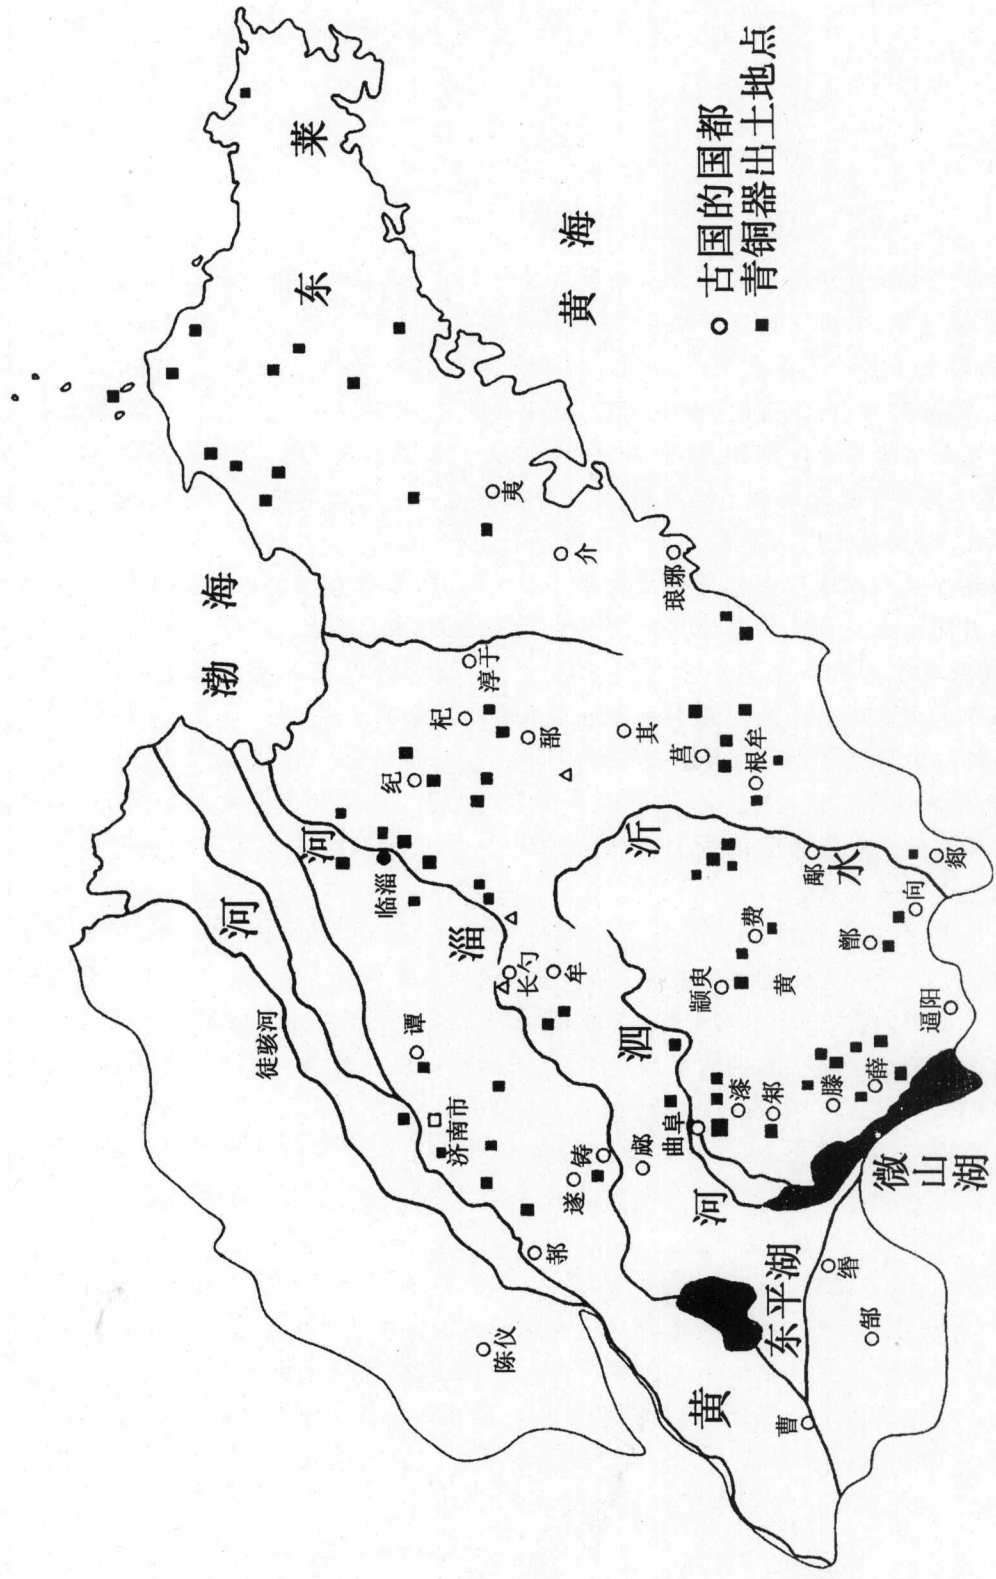 渤海
黄海
东莱
○ 古国的国都
■ 青铜器出土地点
徒骇河
黄河
淄河
沂水
泗河
东平湖
微山湖
陈仪
郝
济南市
谭
临淄
纪
杞
淳于
郚
夷
介
琅琊
其
莒
根牟
长勺
牟
遂
铸
郕
曲阜
漆
邾
滕
薛
颛臾
费
黄
鄅
鄫
向
郯
逼阳
缗
郜
曹